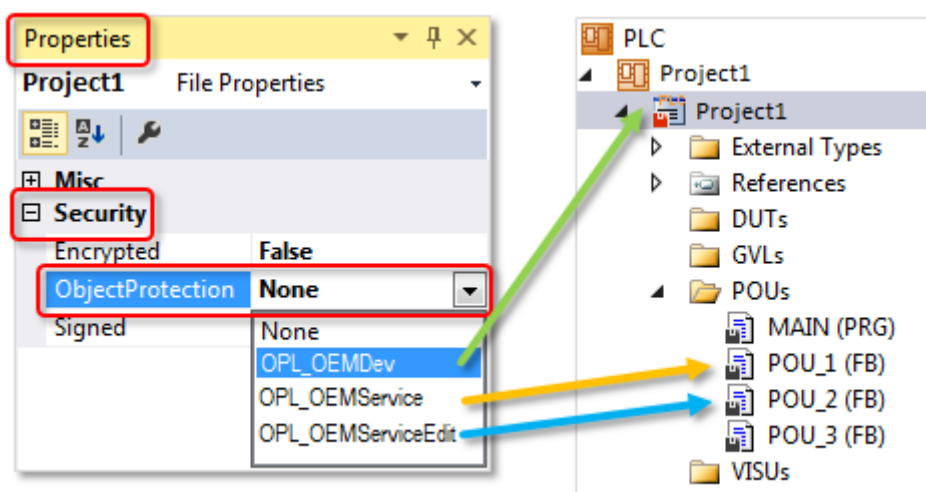 Properties
Project1 File Properties
Misc
Security
Encrypted False
ObjectProtection None
Signed
None
OPL_OEMDev
OPL_OEMService
OPL_OEMServiceEdit
PLC
Project1
Project1
External Types
References
DUTs
GVLs
POUs
MAIN (PRG)
POU_1 (FB)
POU_2 (FB)
POU_3 (FB)
VISUs